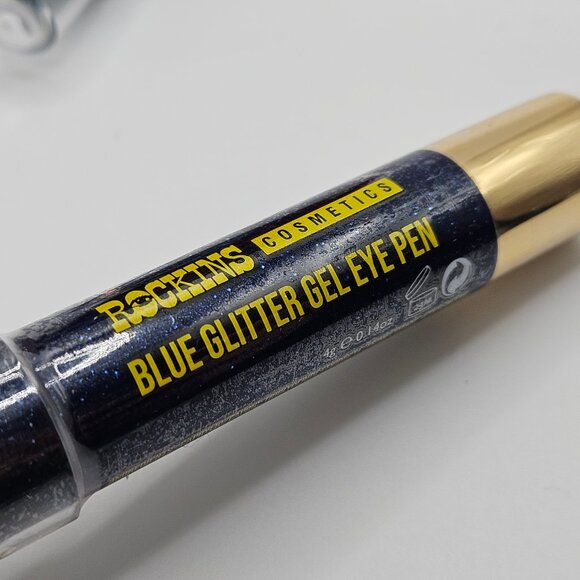 ROCKINS COSMETICS
BLUE GLITTER GEL EYE PEN
4g ℮ 0.14oz